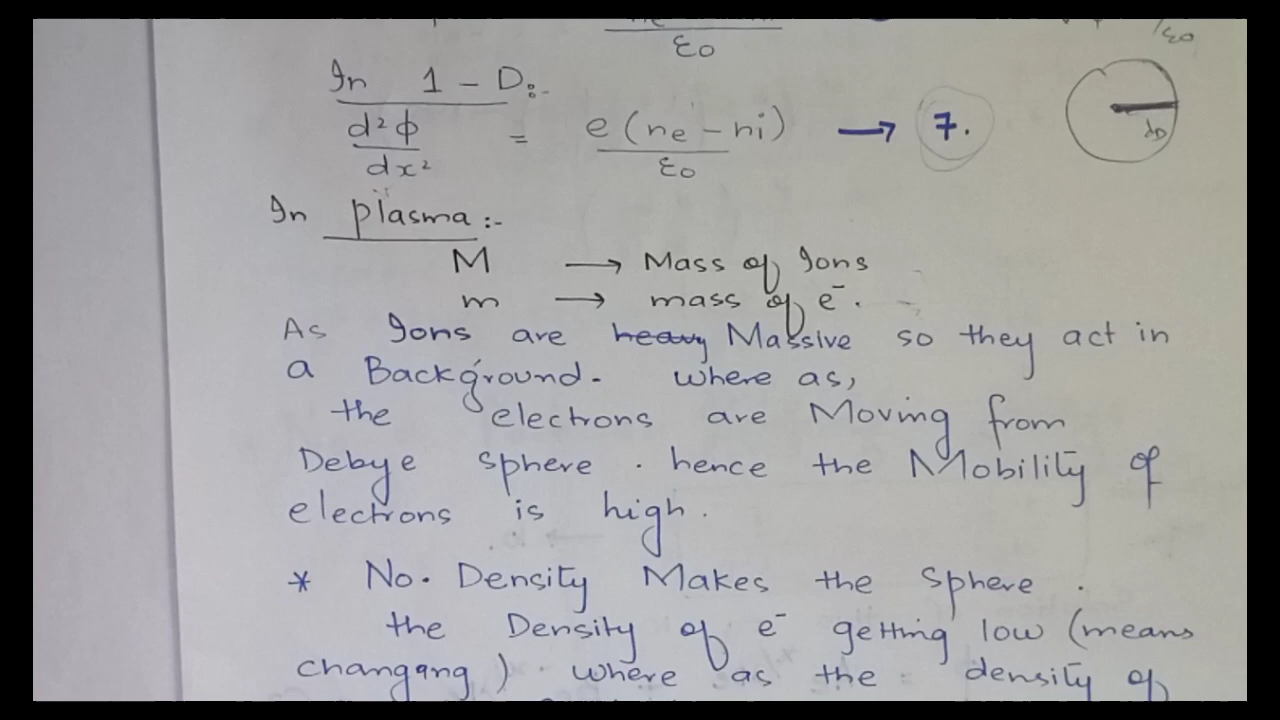 ε₀
/ε₀
In 1-D:-
d²φ/dx² = e(ne - ni)/ε₀ → 7.
λD
In plasma:-
M → Mass of Ions
m → mass of e⁻.
As Ions are heavy Massive so they act in
a Background. where as,
the electrons are Moving from
Debye sphere. hence the Mobility of
electrons is high.
* No. Density Makes the sphere.
the Density of e⁻ getting low (means
changang). where as the density of